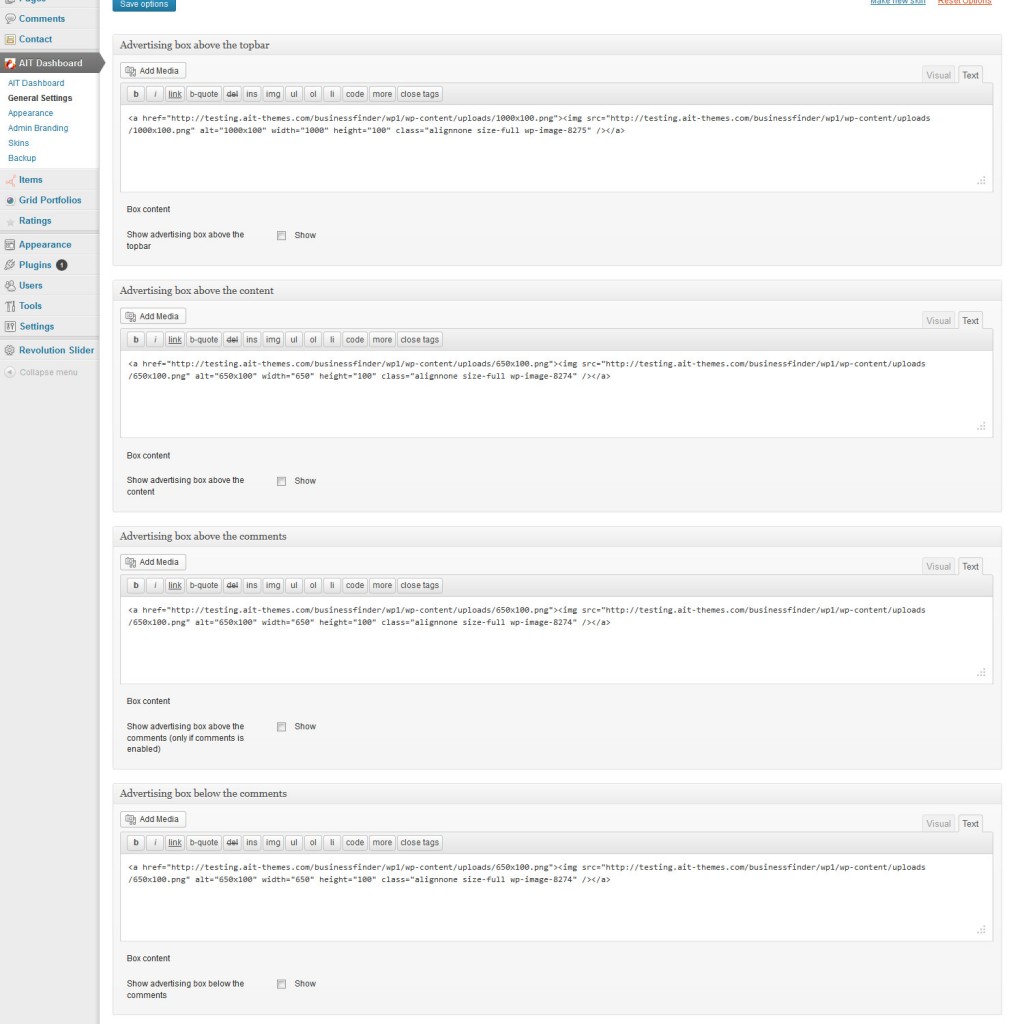 Pages
Comments
Contact
AIT Dashboard
AIT Dashboard
General Settings
Appearance
Admin Branding
Skins
Backup
Items
Grid Portfolios
Ratings
Appearance
Plugins 1
Users
Tools
Settings
Revolution Slider
Collapse menu
Save options
Make new skin Reset Options
Advertising box above the topbar
Add Media
Visual Text
b i link b-quote del ins img ul ol li code more close tags
<a href="http://testing.ait-themes.com/businessfinder/wp1/wp-content/uploads/1000x100.png"><img src="http://testing.ait-themes.com/businessfinder/wp1/wp-content/uploads
/1000x100.png" alt="1000x100" width="1000" height="100" class="alignnone size-full wp-image-8275" /></a>
Box content
Show advertising box above the
topbar
Show
Advertising box above the content
Add Media
Visual Text
b i link b-quote del ins img ul ol li code more close tags
<a href="http://testing.ait-themes.com/businessfinder/wp1/wp-content/uploads/650x100.png"><img src="http://testing.ait-themes.com/businessfinder/wp1/wp-content/uploads
/650x100.png" alt="650x100" width="650" height="100" class="alignnone size-full wp-image-8274" /></a>
Box content
Show advertising box above the
content
Show
Advertising box above the comments
Add Media
Visual Text
b i link b-quote del ins img ul ol li code more close tags
<a href="http://testing.ait-themes.com/businessfinder/wp1/wp-content/uploads/650x100.png"><img src="http://testing.ait-themes.com/businessfinder/wp1/wp-content/uploads
/650x100.png" alt="650x100" width="650" height="100" class="alignnone size-full wp-image-8274" /></a>
Box content
Show advertising box above the
comments (only if comments is
enabled)
Show
Advertising box below the comments
Add Media
Visual Text
b i link b-quote del ins img ul ol li code more close tags
<a href="http://testing.ait-themes.com/businessfinder/wp1/wp-content/uploads/650x100.png"><img src="http://testing.ait-themes.com/businessfinder/wp1/wp-content/uploads
/650x100.png" alt="650x100" width="650" height="100" class="alignnone size-full wp-image-8274" /></a>
Box content
Show advertising box below the
comments
Show